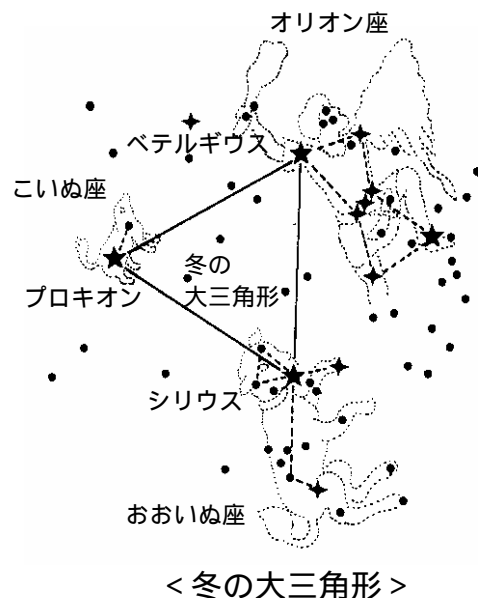 オリオン座
ベテルギウス
こいぬ座
冬の
大三角形
プロキオン
シリウス
おおいぬ座
＜冬の大三角形＞